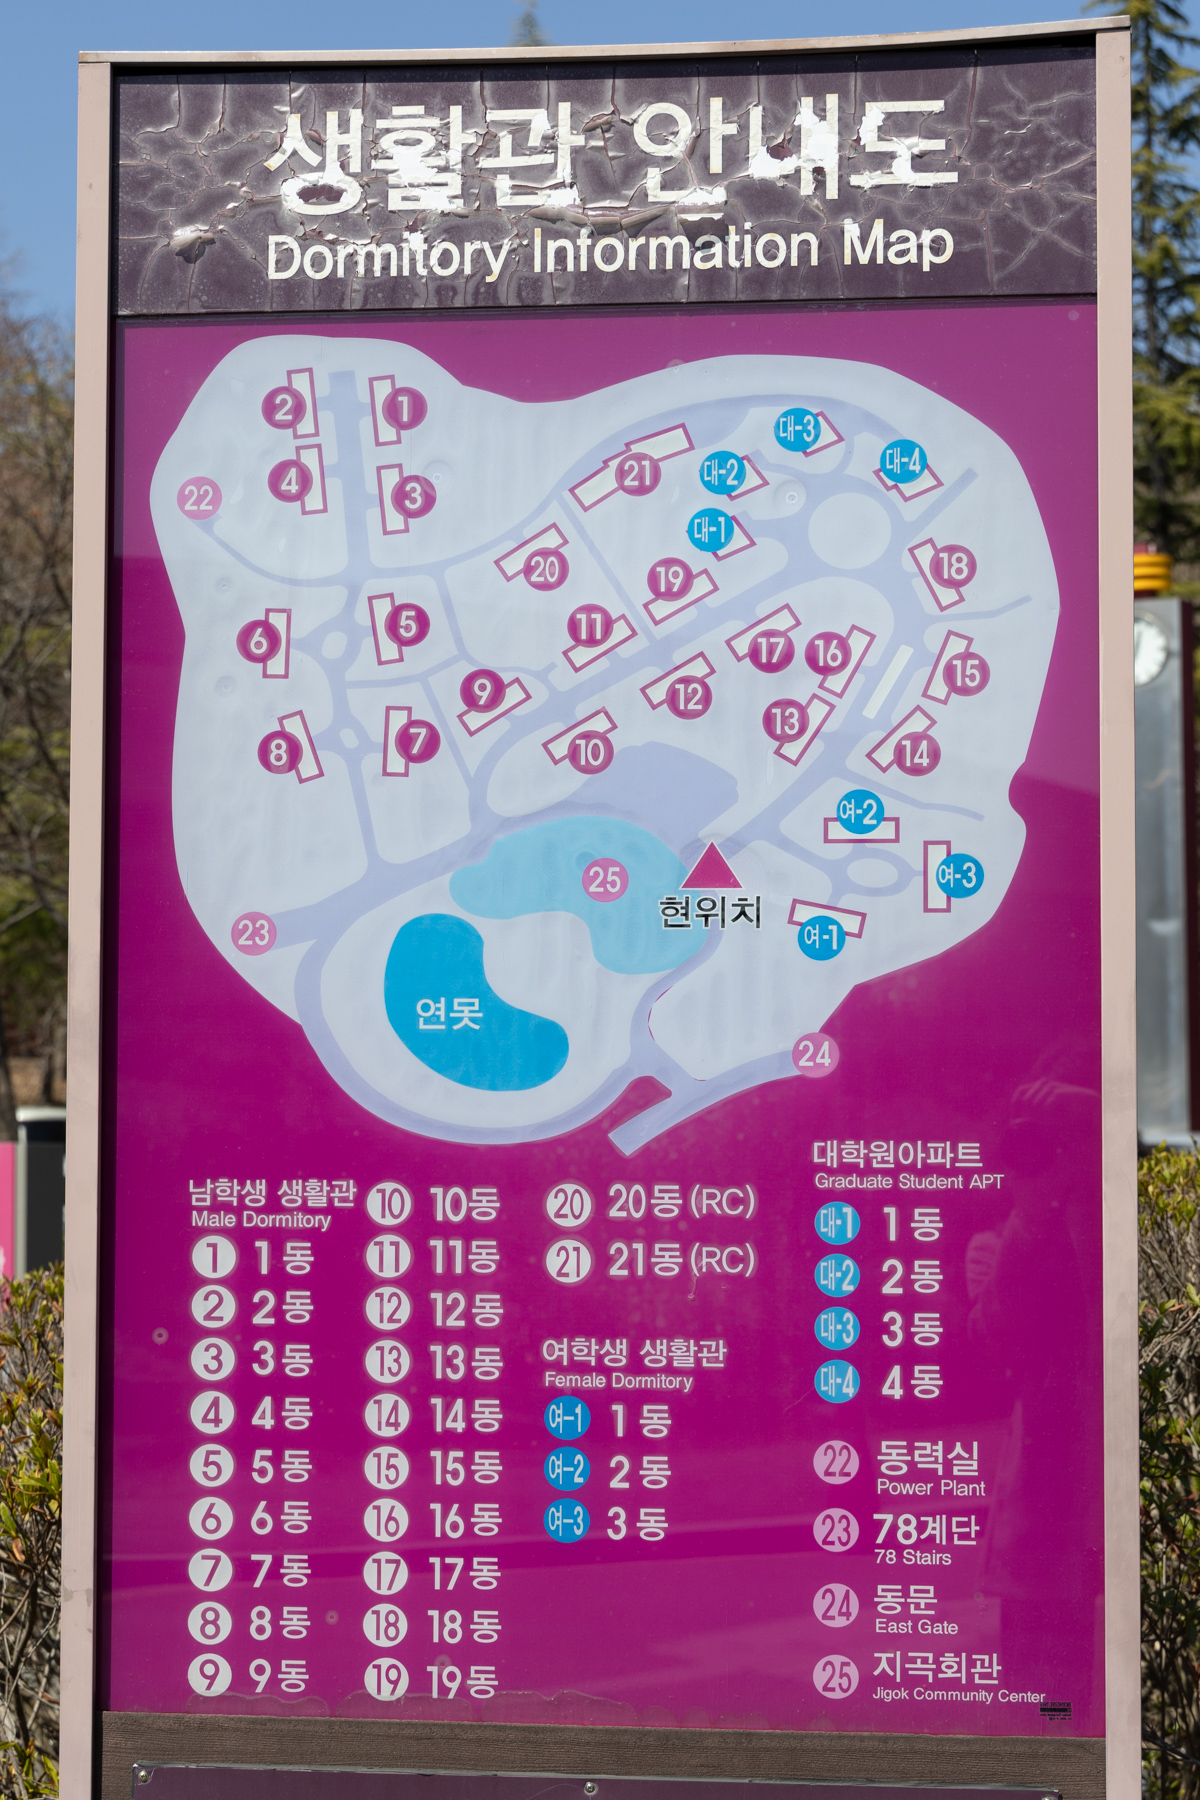 생활관 안내도
Dormitory Information Map
2
1
대-3
4
3
21
대-2
대-4
22
대-1
20
19
18
5
11
6
17
16
15
9
12
13
8
7
10
14
여-2
25
여-3
현위치
23
여-1
연못
24
남학생 생활관
Male Dormitory
1 1동
2 2동
3 3동
4 4동
5 5동
6 6동
7 7동
8 8동
9 9동
10 10동
11 11동
12 12동
13 13동
14 14동
15 15동
16 16동
17 17동
18 18동
19 19동
20 20동(RC)
21 21동(RC)
여학생 생활관
Female Dormitory
여-1 1동
여-2 2동
여-3 3동
대학원아파트
Graduate Student APT
대-1 1동
대-2 2동
대-3 3동
대-4 4동
22 동력실
Power Plant
23 78계단
78 Stairs
24 동문
East Gate
25 지곡회관
Jigok Community Center